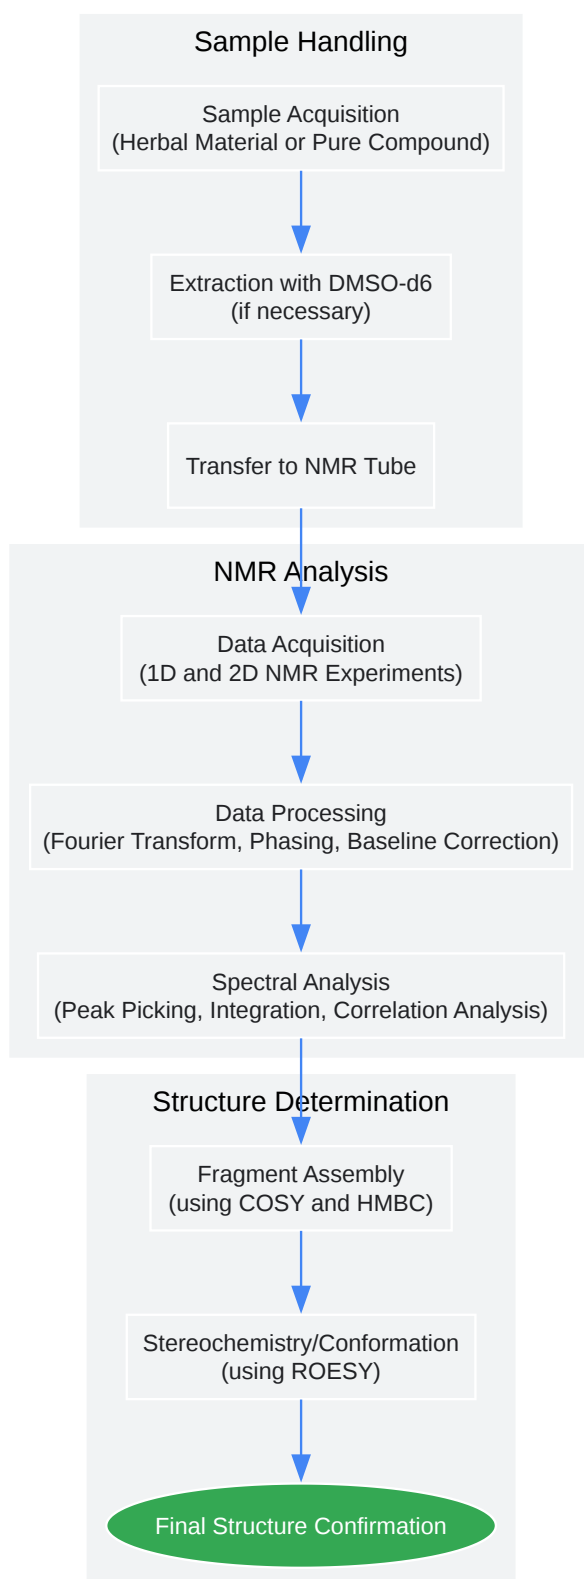 Sample Handling
Sample Acquisition
(Herbal Material or Pure Compound)
Extraction with DMSO-d6
(if necessary)
Transfer to NMR Tube
NMR Analysis
Data Acquisition
(1D and 2D NMR Experiments)
Data Processing
(Fourier Transform, Phasing, Baseline Correction)
Spectral Analysis
(Peak Picking, Integration, Correlation Analysis)
Structure Determination
Fragment Assembly
(using COSY and HMBC)
Stereochemistry/Conformation
(using ROESY)
Final Structure Confirmation